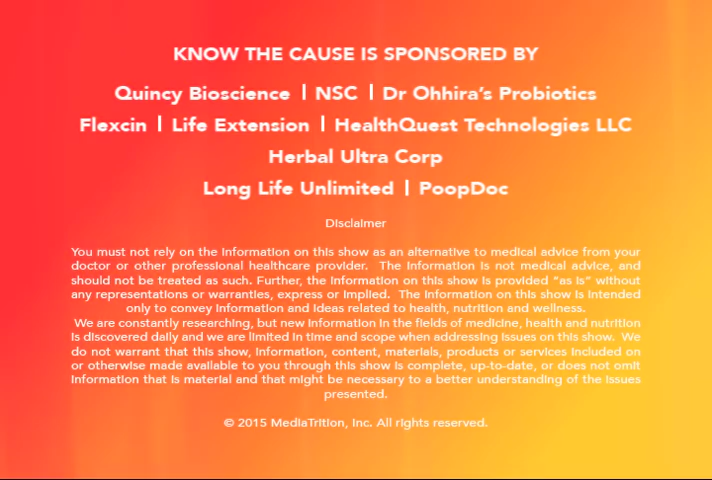 KNOW THE CAUSE IS SPONSORED BY
Quincy Bioscience | NSC | Dr Ohhira's Probiotics
Flexcin | Life Extension | HealthQuest Technologies LLC
Herbal Ultra Corp
Long Life Unlimited | PoopDoc
Disclaimer
You must not rely on the information on this show as an alternative to medical advice from your
doctor or other professional healthcare provider. The information is not medical advice, and
should not be treated as such. Further, the information on this show is provided "as is" without
any representations or warranties, express or implied. The information on this show is intended
only to convey information and ideas related to health, nutrition and wellness.
We are constantly researching, but new information in the fields of medicine, health and nutrition
is discovered daily and we are limited in time and scope when addressing issues on this show. We
do not warrant that this show, information, content, materials, products or services included on
or otherwise made available to you through this show is complete, up-to-date, or does not omit
information that is material and that might be necessary to a better understanding of the issues
presented.
© 2015 MediaTrition, Inc. All rights reserved.